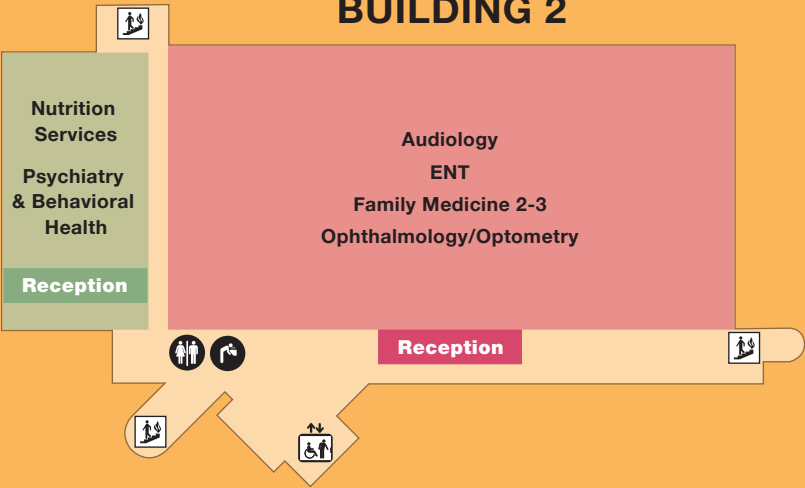 BUILDING 2
Nutrition
Services
Psychiatry
& Behavioral
Health
Reception
Audiology
ENT
Family Medicine 2-3
Ophthalmology/Optometry
Reception